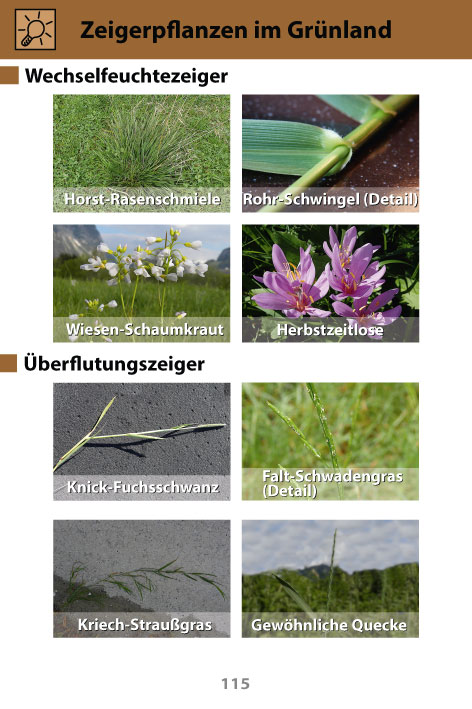 Zeigerpflanzen im Grünland
Wechselfeuchtezeiger
Horst-Rasenschmiele
Rohr-Schwingel (Detail)
Wiesen-Schaumkraut
Herbstzeitlose
Überflutungszeiger
Knick-Fuchsschwanz
Falt-Schwadengras
(Detail)
Kriech-Straußgras
Gewöhnliche Quecke
115